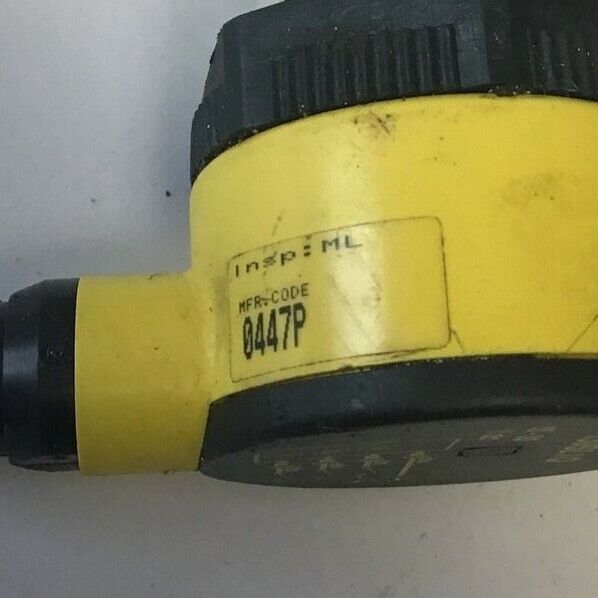 Insp: ML
MFR. CODE
0447P